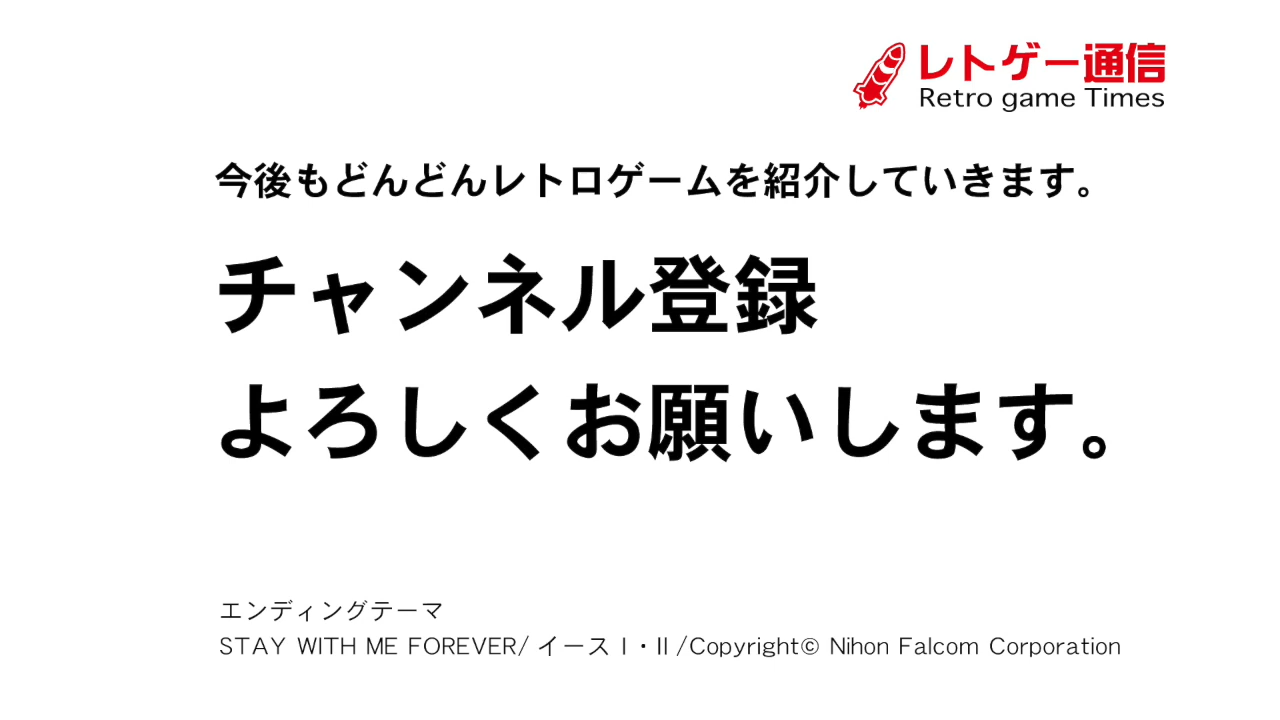 レトゲー通信
Retro game Times
今後もどんどんレトロゲームを紹介していきます。
チャンネル登録
よろしくお願いします。
エンディングテーマ
STAY WITH ME FOREVER/イースⅠ・Ⅱ/Copyright© Nihon Falcom Corporation